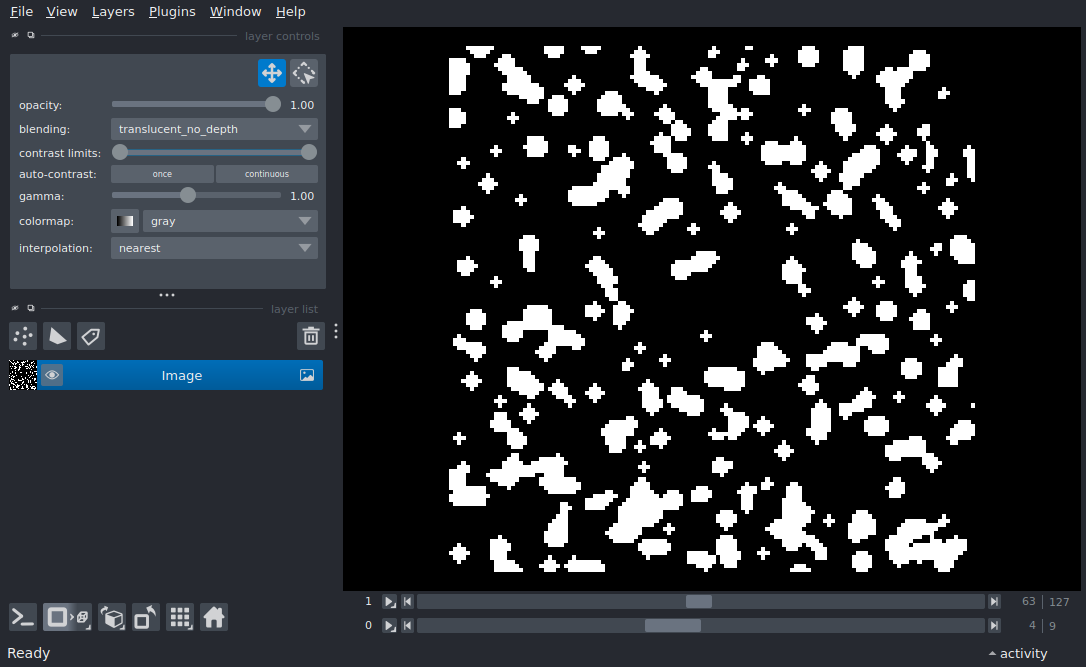 File View Layers Plugins Window Help
layer controls
opacity: 1.00
blending: translucent_no_depth
contrast limits:
auto-contrast: once continuous
gamma: 1.00
colormap: gray
interpolation: nearest
layer list
Image
1 63 127
0 4 9
Ready activity